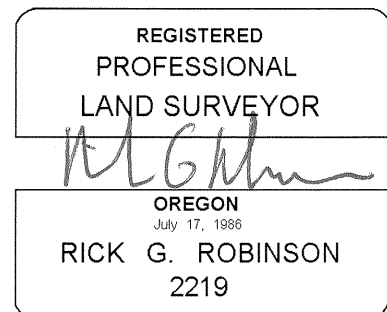 REGISTERED
PROFESSIONAL
LAND SURVEYOR
OREGON
July 17, 1986
RICK G. ROBINSON
2219